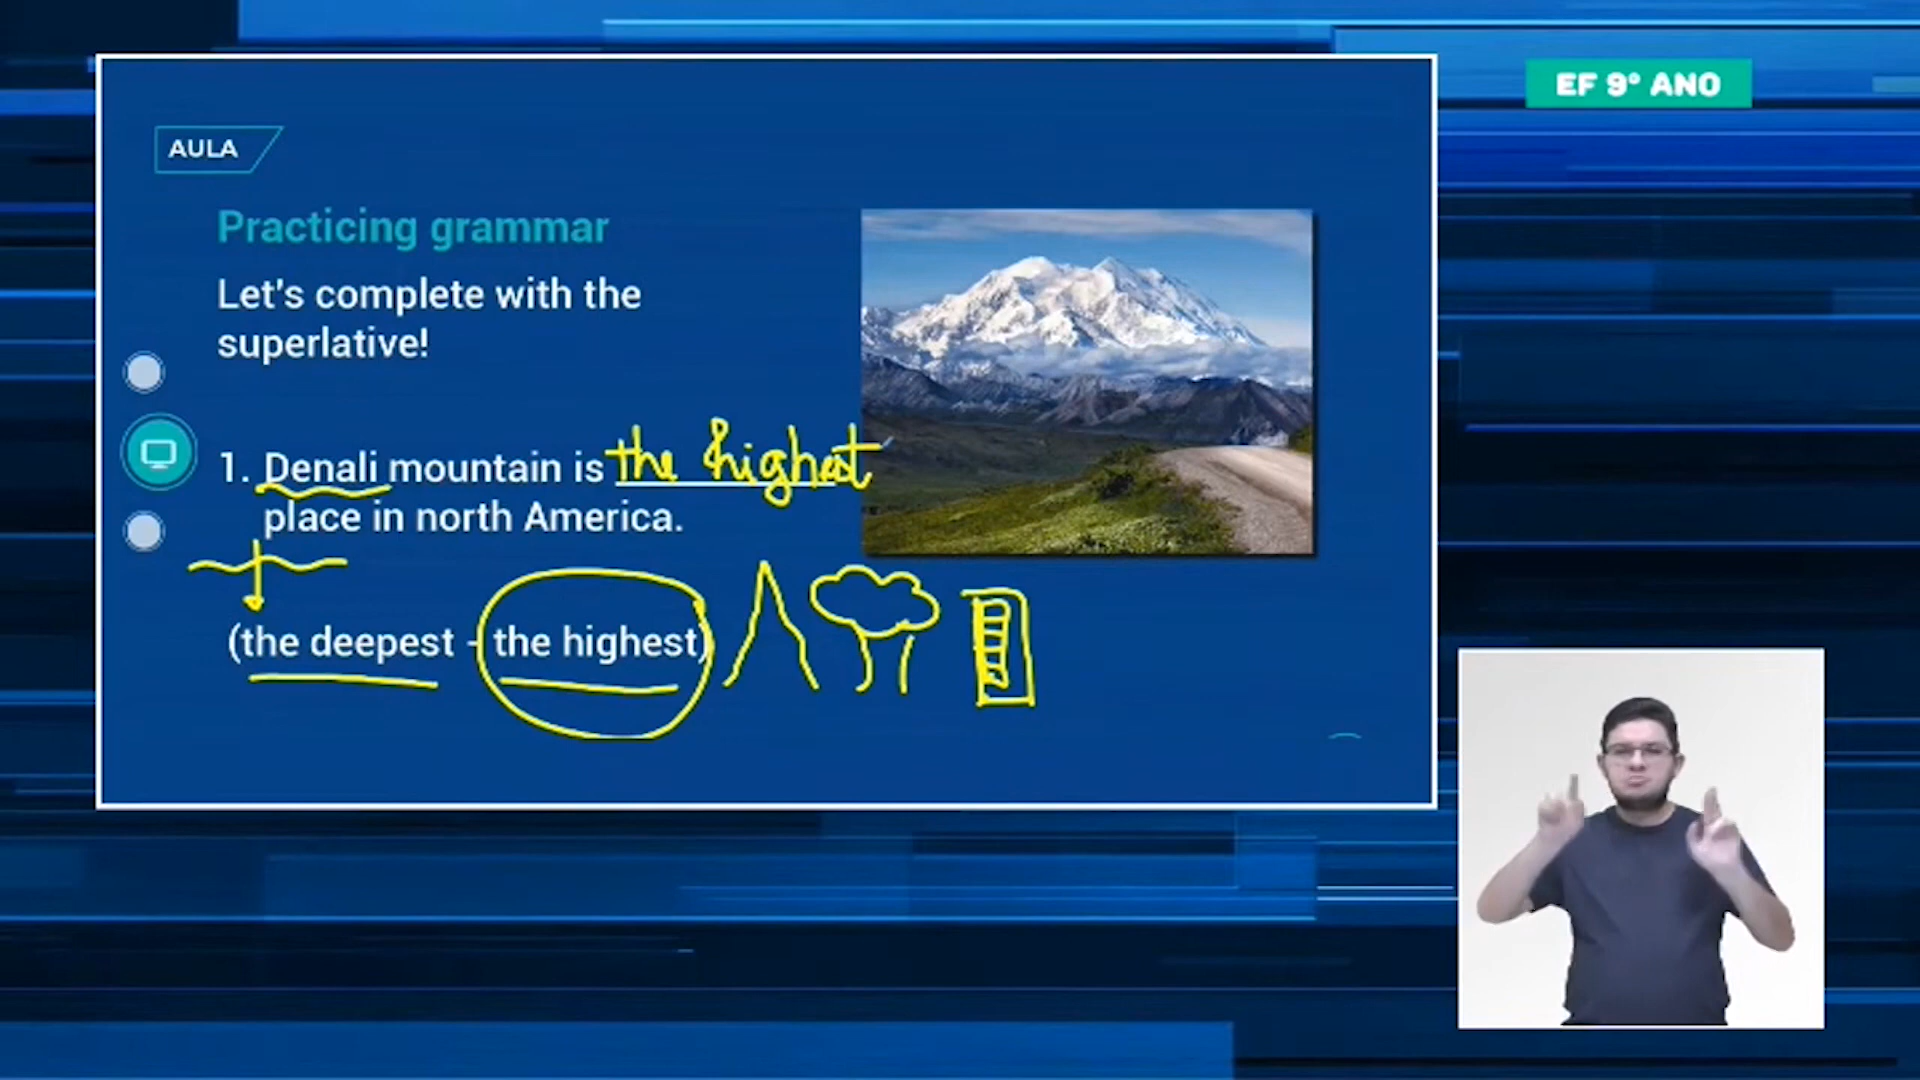 EF 9º ANO
AULA
Practicing grammar
Let's complete with the
superlative!
1. Denali mountain is the highest
place in north America.
(the deepest - the highest)